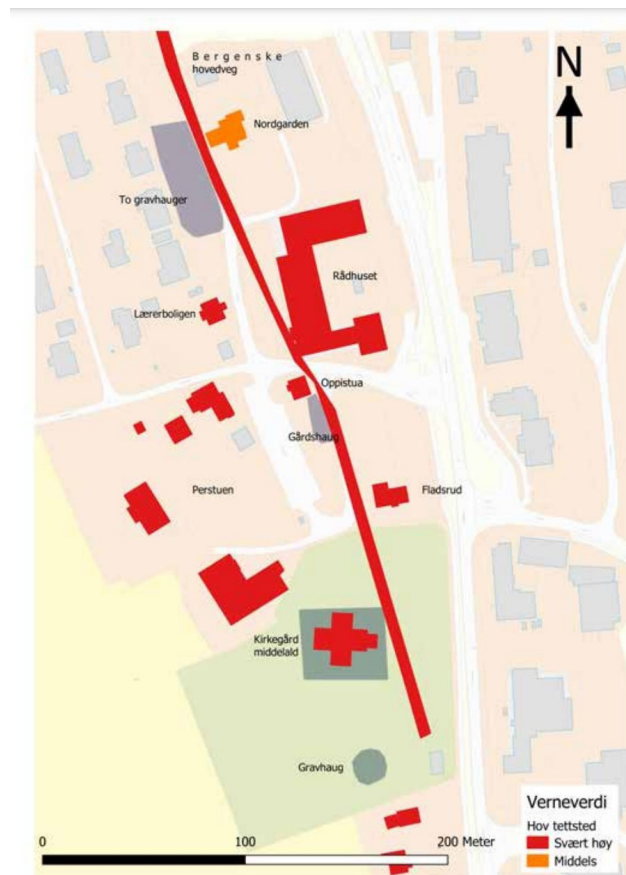 B e r g e n s k e
hovedveg
N
Nordgarden
To gravhauger
Rådhuset
Lærerboligen
Oppistua
Gårdshaug
Perstuen
Fladsrud
Kirkegård
middelald
Gravhaug
Verneverdi
Hov tettsted
Svært høy
Middels
0
100
200 Meter